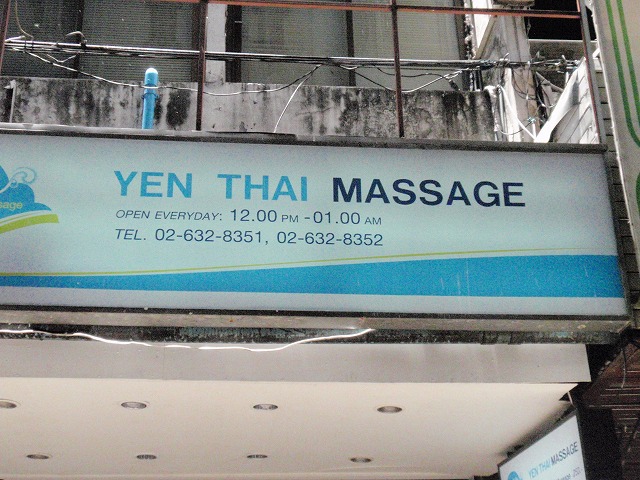 YEN THAI MASSAGE
OPEN EVERYDAY: 12.00 PM - 01.00 AM
TEL. 02-632-8351, 02-632-8352
YEN THAI MASSAGE